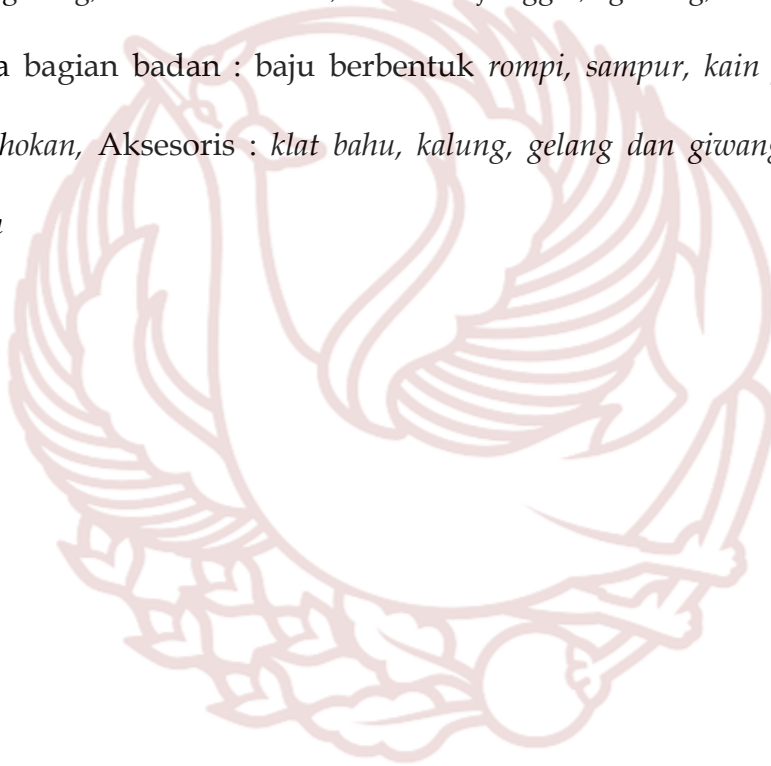 a bagian badan : baju berbentuk rompi, sampur, kain
hokan, Aksesoris : klat bahu, kalung, gelang dan giwang